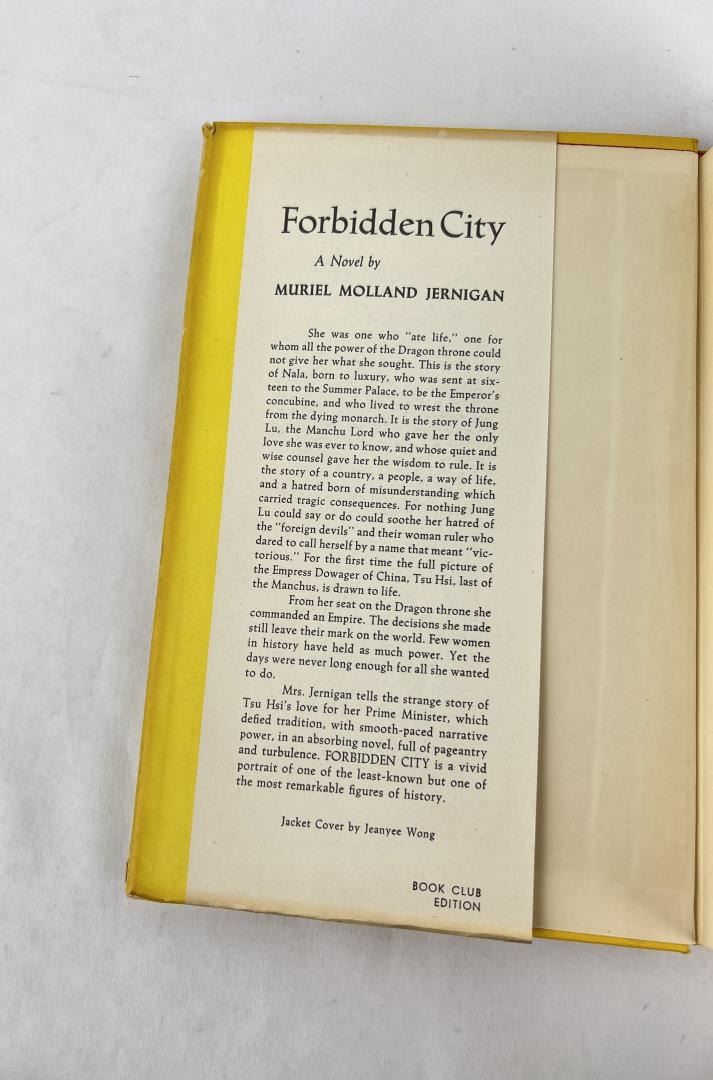 Forbidden City
A Novel by
MURIEL MOLLAND JERNIGAN
She was one who "ate life," one for
whom all the power of the Dragon throne could
not give her what she sought. This is the story
of Nala, born to luxury, who was sent at six-
teen to the Summer Palace, to be the Emperor's
concubine, and who lived to wrest the throne
from the dying monarch. It is the story of Jung
Lu, the Manchu Lord who gave her the only
love she was ever to know, and whose quiet and
wise counsel gave her the wisdom to rule. It is
the story of a country, a people, a way of life,
and a hatred born of misunderstanding which
carried tragic consequences. For nothing Jung
Lu could say or do could soothe her hatred of
the "foreign devils" and their woman ruler who
dared to call herself by a name that meant "vic-
torious." For the first time the full picture of
the Empress Dowager of China, Tsu Hsi, last of
the Manchus, is drawn to life.
From her seat on the Dragon throne she
commanded an Empire. The decisions she made
still leave their mark on the world. Few women
in history have held as much power. Yet the
days were never long enough for all she wanted
to do.
Mrs. Jernigan tells the strange story of
Tsu Hsi's love for her Prime Minister, which
defied tradition, with smooth-paced narrative
power, in an absorbing novel, full of pageantry
and turbulence. FORBIDDEN CITY is a vivid
portrait of one of the least-known but one of
the most remarkable figures of history.
Jacket Cover by Jeanyee Wong
BOOK CLUB
EDITION